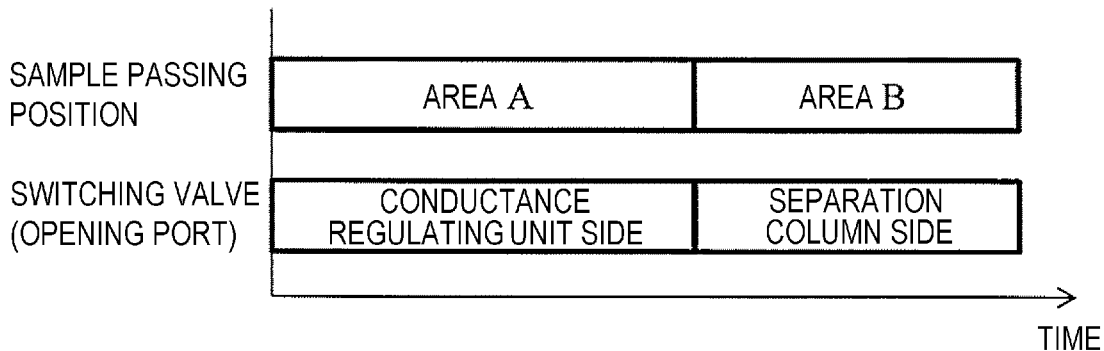 SAMPLE PASSING
POSITION
AREA A
AREA B
SWITCHING VALVE
(OPENING PORT)
CONDUCTANCE
REGULATING UNIT SIDE
SEPARATION
COLUMN SIDE
TIME